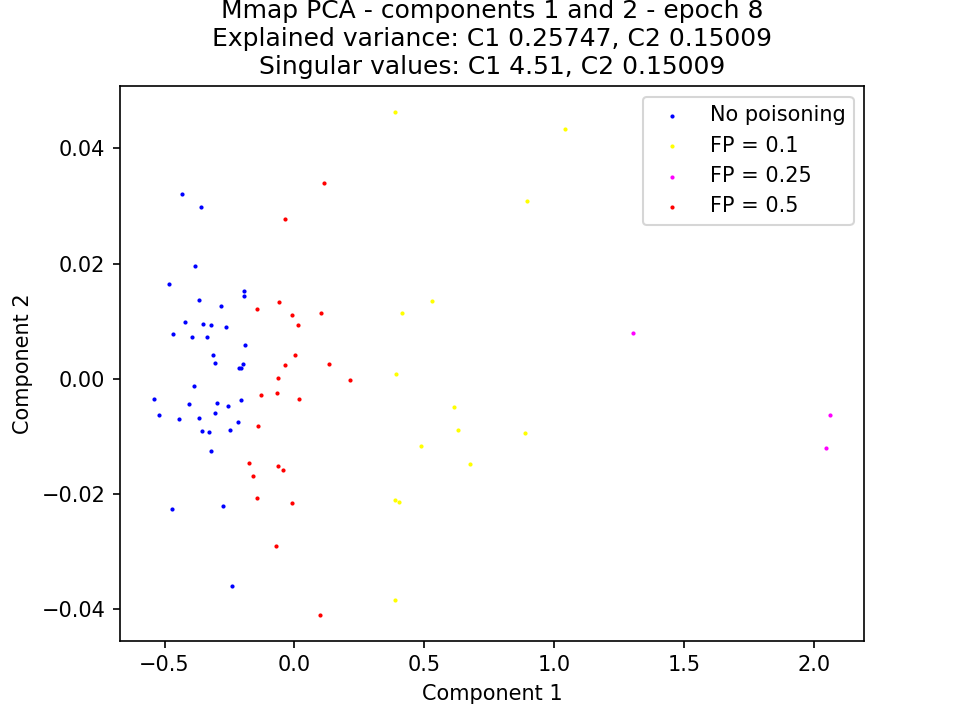 Mmap PCA - components 1 and 2 - epoch 8
Explained variance: C1 0.25747, C2 0.15009
Singular values: C1 4.51, C2 0.15009
No poisoning
FP = 0.1
FP = 0.25
FP = 0.5
0.04
0.02
0.00
−0.02
−0.04
Component 2
−0.5
0.0
0.5
1.0
1.5
2.0
Component 1